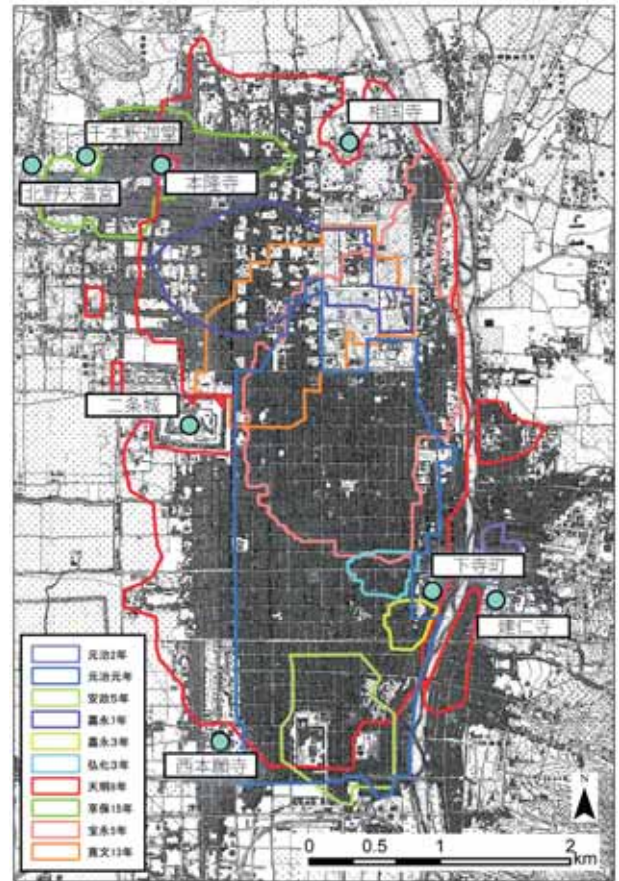 相国寺
千本釈迦堂
北野天満宮
本隆寺
二条城
下寺町
建仁寺
西本願寺
元治2年
元治元年
安政5年
嘉永7年
嘉永3年
弘化3年
天明8年
享保15年
宝永5年
寛文13年
N
0 0.5 1 2
km